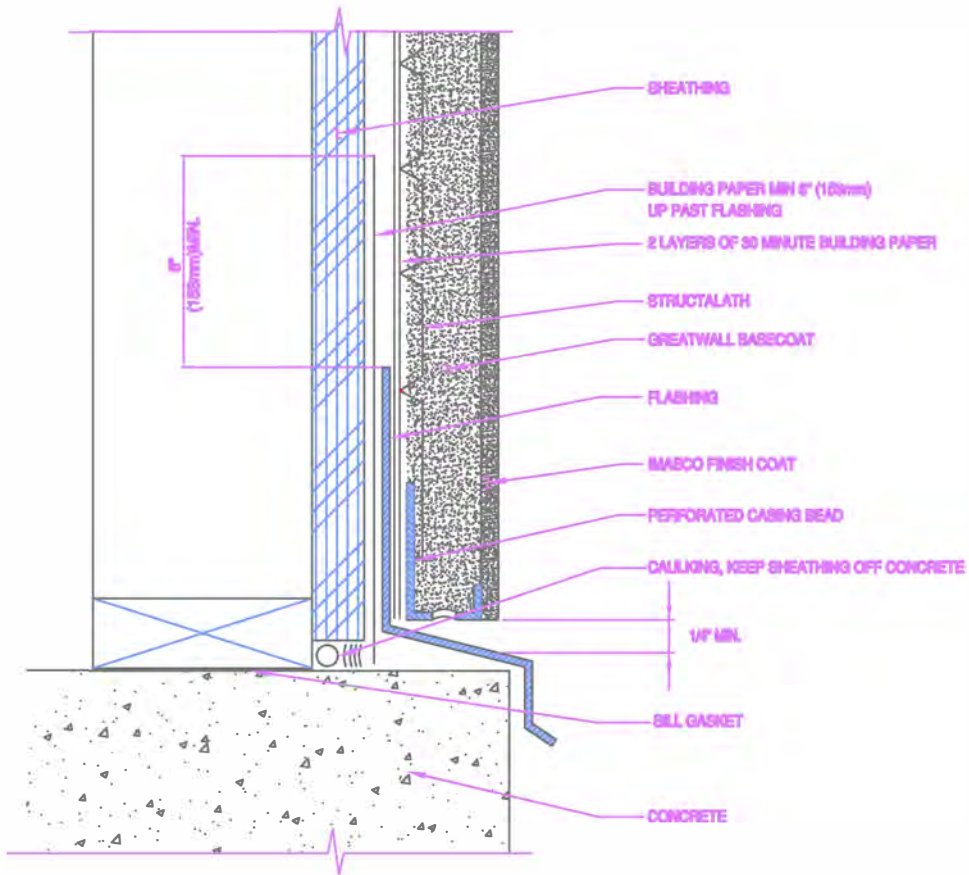 SHEATHING
BUILDING PAPER MIN 6" (153mm)
UP PAST FLASHING
2 LAYERS OF 30 MINUTE BUILDING PAPER
6"
(153mm)MIN.
STRUCTALATH
GREATWALL BASECOAT
FLASHING
IMASCO FINISH COAT
PERFORATED CASING BEAD
CAULKING, KEEP SHEATHING OFF CONCRETE
1/4" MIN.
SILL GASKET
CONCRETE